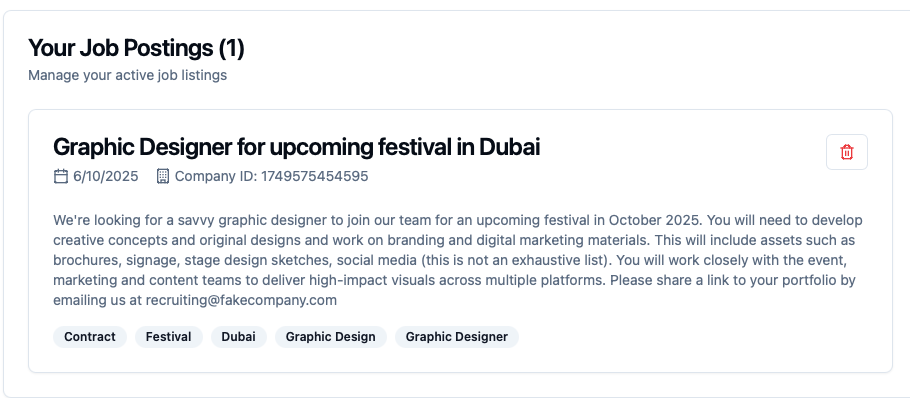 Your Job Postings (1)
Manage your active job listings
Graphic Designer for upcoming festival in Dubai
6/10/2025 Company ID: 1749575454595
We're looking for a savvy graphic designer to join our team for an upcoming festival in October 2025. You will need to develop
creative concepts and original designs and work on branding and digital marketing materials. This will include assets such as
brochures, signage, stage design sketches, social media (this is not an exhaustive list). You will work closely with the event,
marketing and content teams to deliver high-impact visuals across multiple platforms. Please share a link to your portfolio by
emailing us at recruiting@fakecompany.com
Contract Festival Dubai Graphic Design Graphic Designer